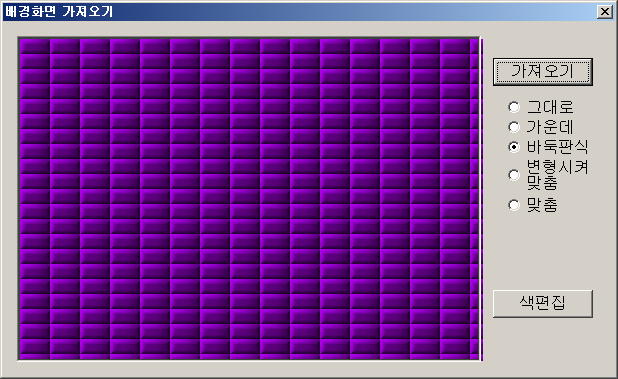 배경화면 가져오기
가져오기
그대로
가운데
바둑판식
변형시켜
맞춤
맞춤
색편집